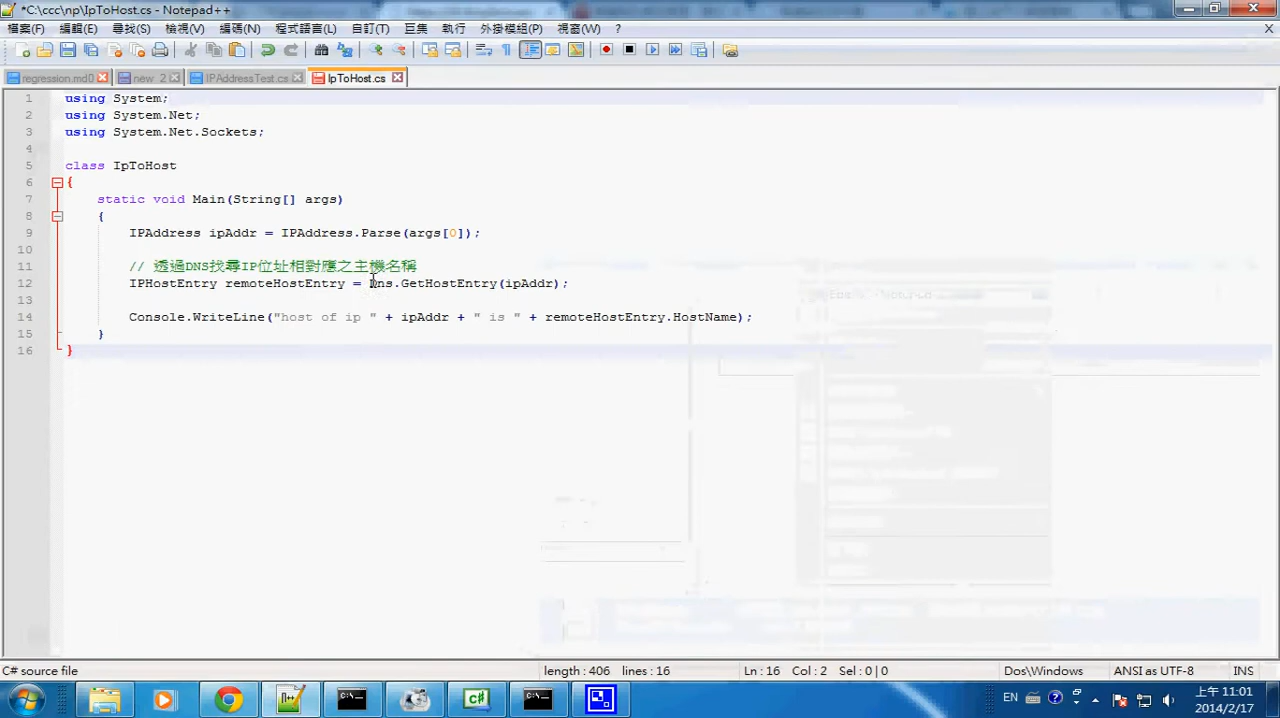 *C:\ccc\np\IpToHost.cs - Notepad++
檔案(F) 編輯(E) 尋找(S) 檢視(V) 編碼(N) 程式語言(L) 自訂(T) 巨集 執行 外掛模組(P) 視窗(W) ? X
regression.md0 new 2 IPAddressTest.cs IpToHost.cs
1 using System;
2 using System.Net;
3 using System.Net.Sockets;
4
5 class IpToHost
6 {
7 static void Main(String[] args)
8 {
9 IPAddress ipAddr = IPAddress.Parse(args[0]);
10
11 // 透過DNS找尋IP位址相對應之主機名稱
12 IPHostEntry remoteHostEntry = Dns.GetHostEntry(ipAddr);
13
14 Console.WriteLine("host of ip " + ipAddr + " is " + remoteHostEntry.HostName);
15 }
16 }
C# source file length : 406 lines : 16 Ln : 16 Col : 2 Sel : 0 | 0 Dos\Windows ANSI as UTF-8 INS
EN 上午 11:01
2014/2/17